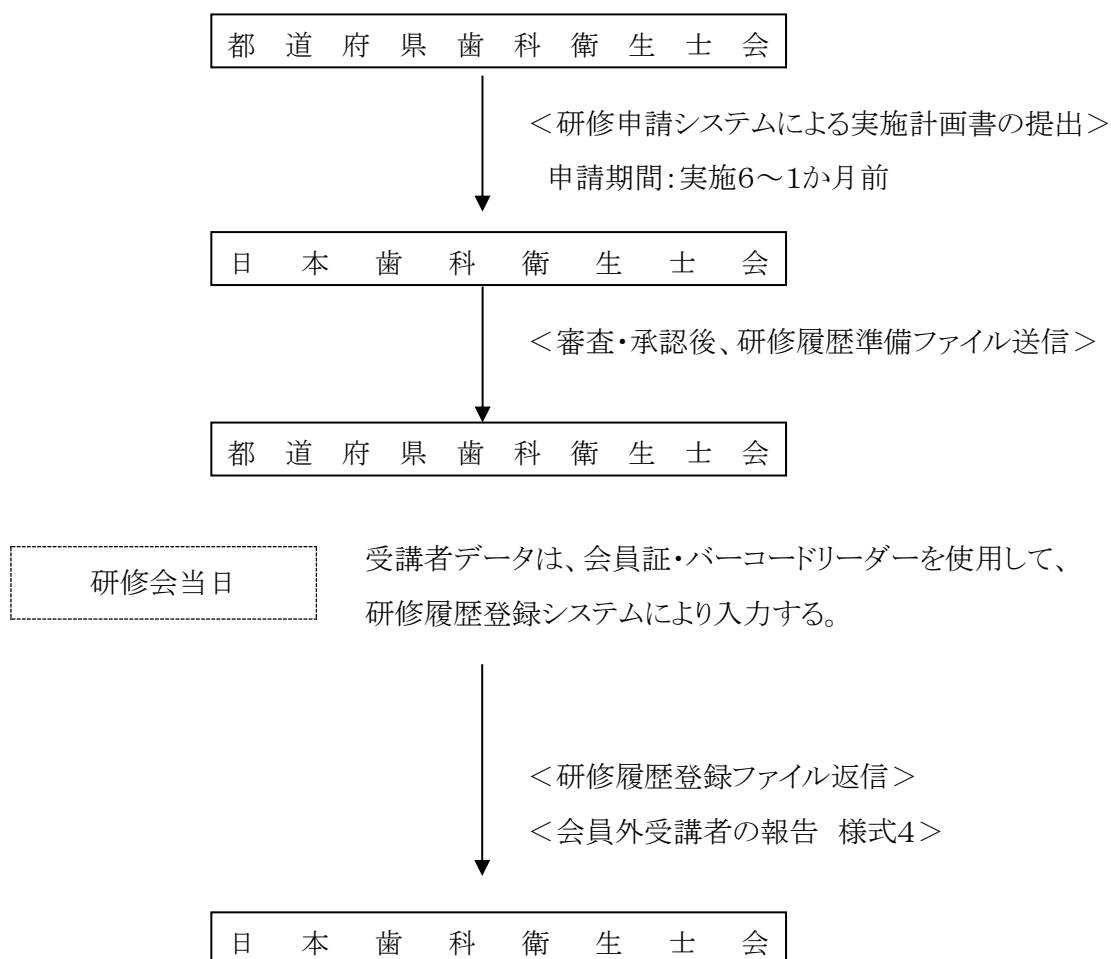 都道府県歯科衛生士会
＜研修申請システムによる実施計画書の提出＞
申請期間：実施6～1か月前
日本歯科衛生士会
＜審査・承認後、研修履歴準備ファイル送信＞
都道府県歯科衛生士会
研修会当日
受講者データは、会員証・バーコードリーダーを使用して、
研修履歴登録システムにより入力する。
＜研修履歴登録ファイル返信＞
＜会員外受講者の報告　様式4＞
日本歯科衛生士会